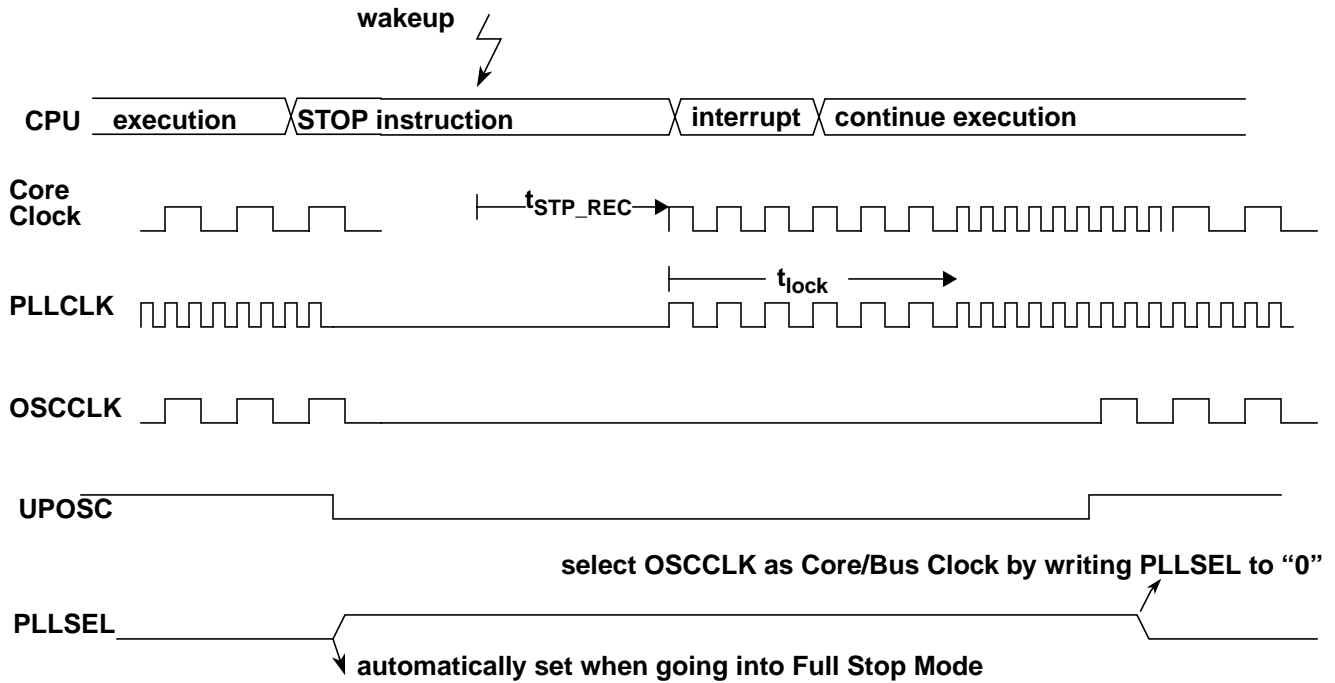 wakeup
CPU execution STOP instruction interrupt continue execution
Core
Clock
tSTP_REC
tlock
PLLCLK
OSCCLK
UPOSC
select OSCCLK as Core/Bus Clock by writing PLLSEL to “0”
PLLSEL
automatically set when going into Full Stop Mode